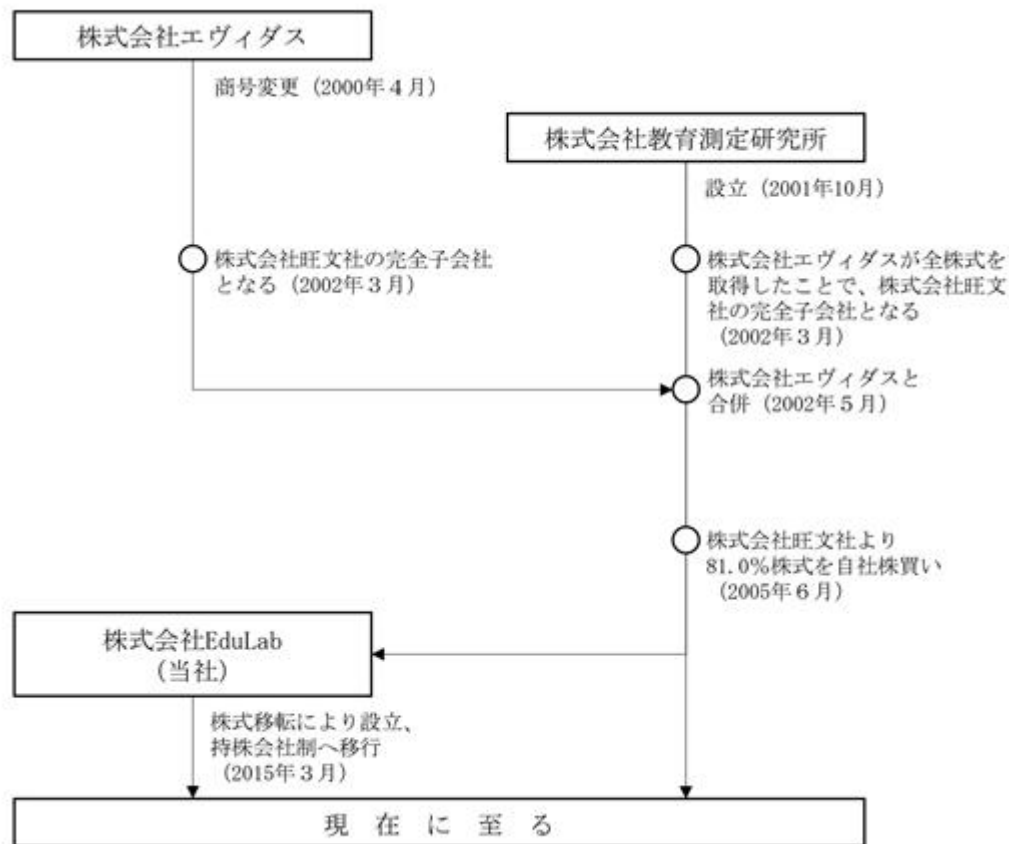 株式会社エヴィダス
商号変更（2000年４月）
株式会社教育測定研究所
設立（2001年10月）
株式会社旺文社の完全子会社
となる（2002年３月）
株式会社エヴィダスが全株式を
取得したことで、株式会社旺文
社の完全子会社となる
（2002年３月）
株式会社エヴィダスと
合併（2002年５月）
株式会社旺文社より
81.0％株式を自社株買い
（2005年６月）
株式会社EduLab
（当社）
株式移転により設立、
持株会社制へ移行
（2015年３月）
現 在 に 至 る